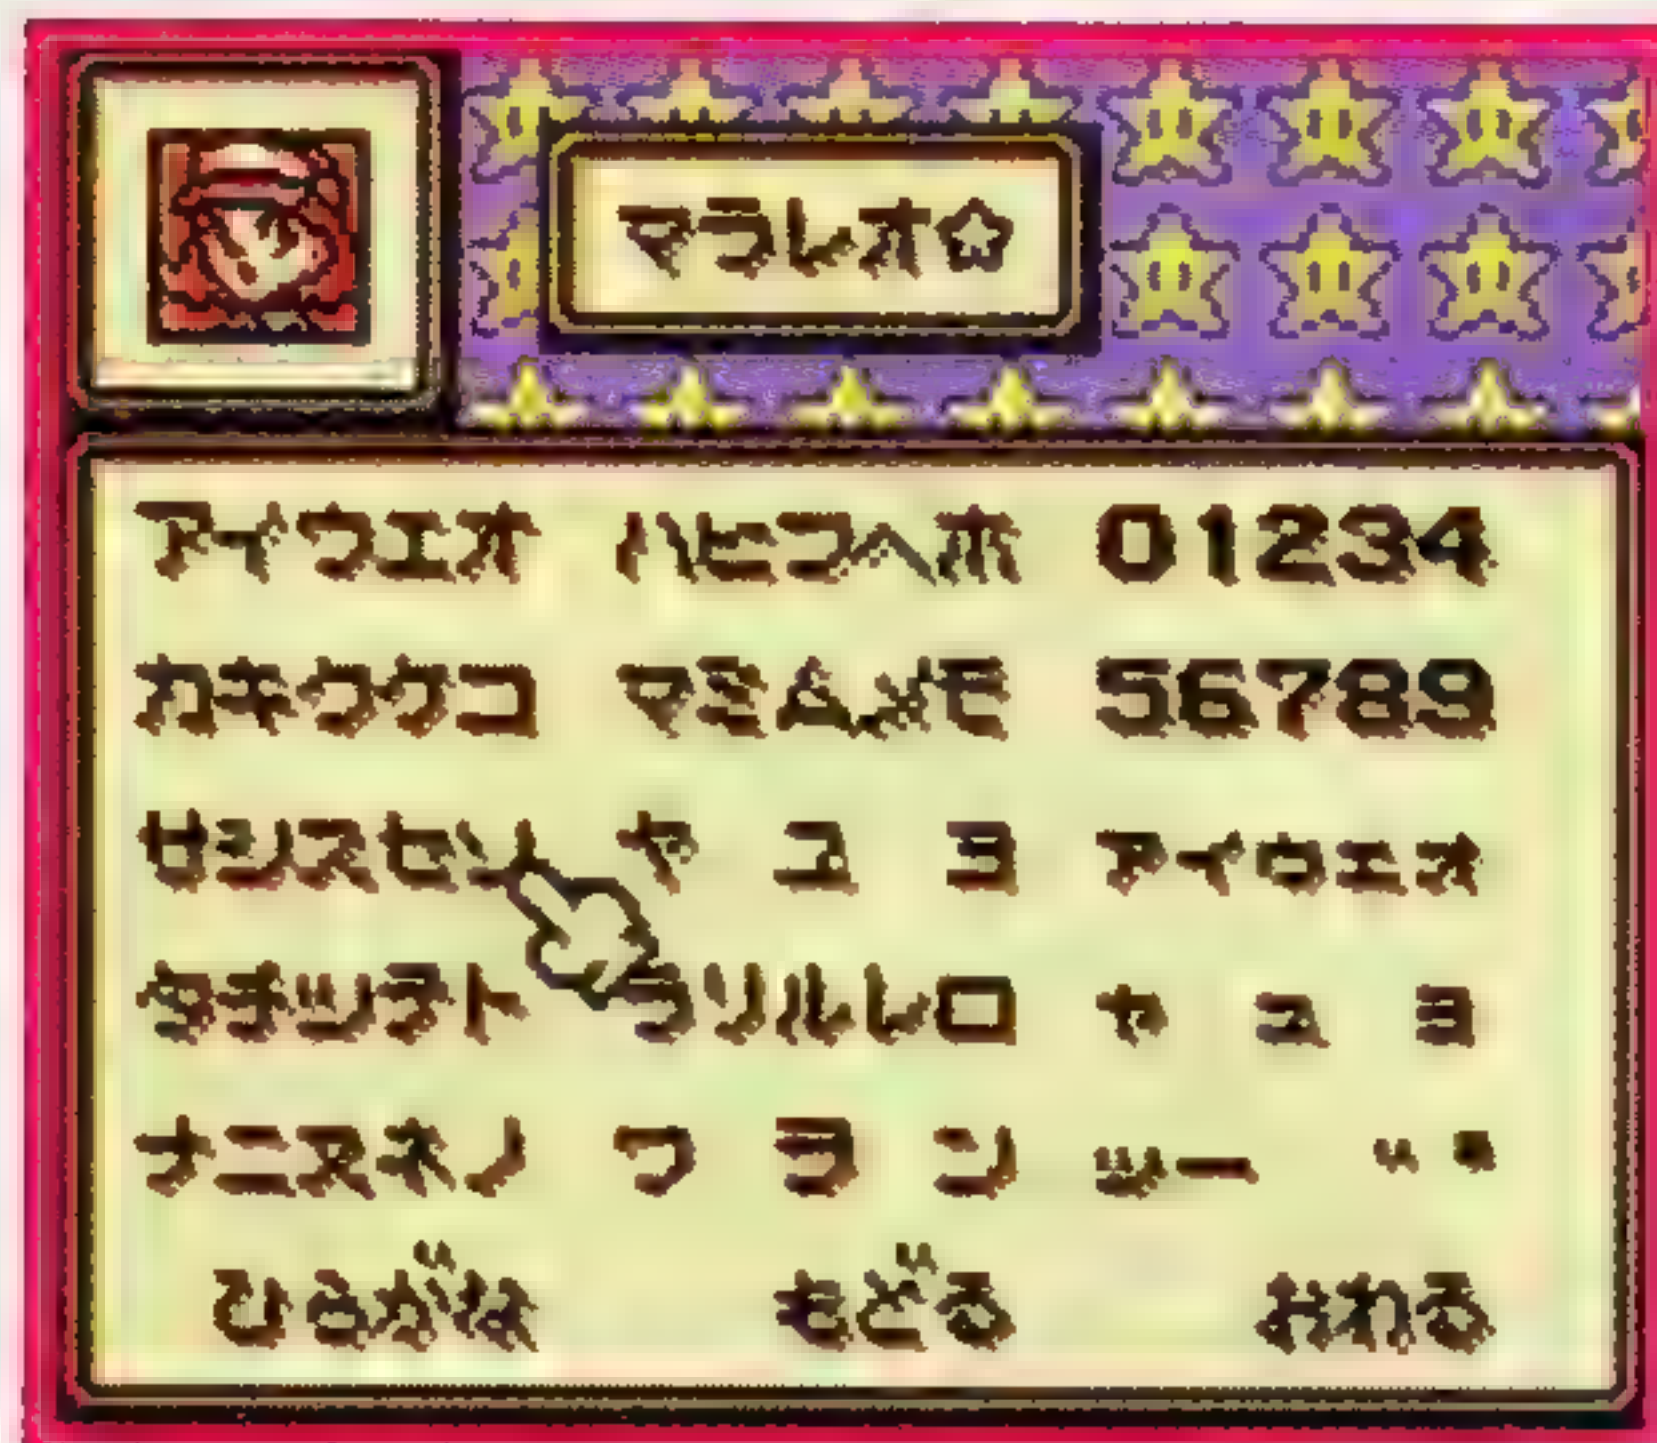 マラレオ☆
アイウエオ ハヒフヘホ 01234
カキクケコ マミムメモ 56789
サシスセソ ヤ ユ ヨ ァィゥェォ
タチツテト ラリルレロ ャ ュ ョ
ナニヌネノ ワ ヲ ン ッー ゛゜
ひらがな もどる おわる